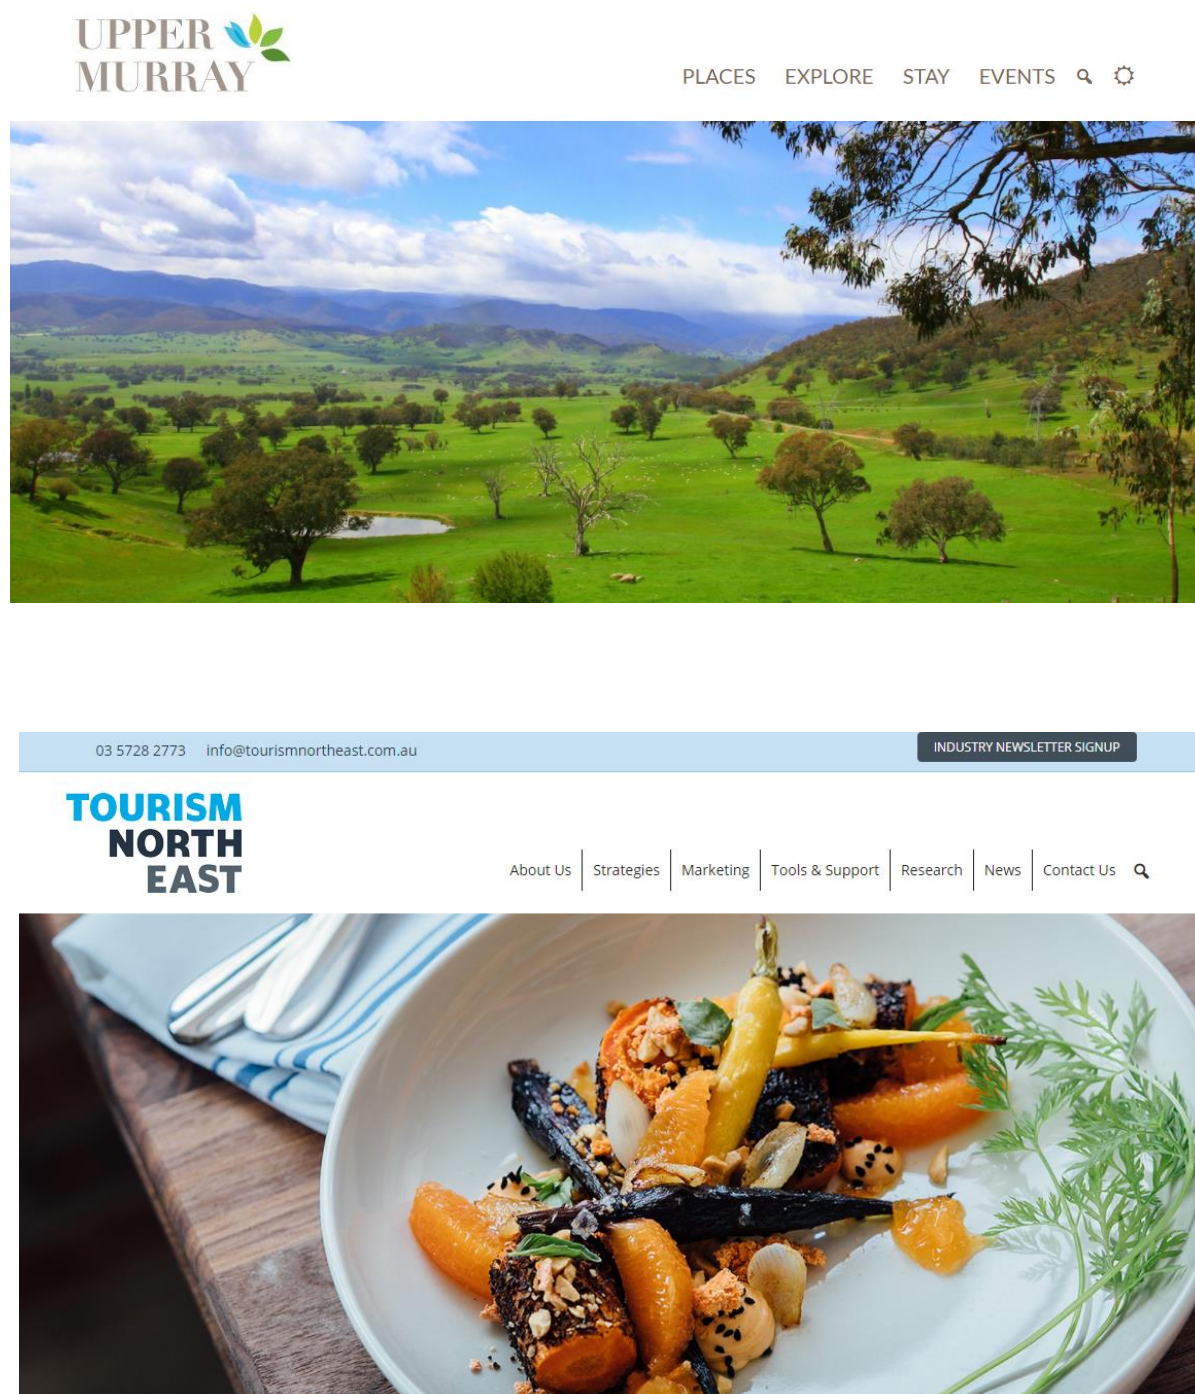 UPPER
MURRAY
PLACES EXPLORE STAY EVENTS
03 5728 2773 info@tourismnortheast.com.au INDUSTRY NEWSLETTER SIGNUP
TOURISM
NORTH
EAST
About Us Strategies Marketing Tools & Support Research News Contact Us